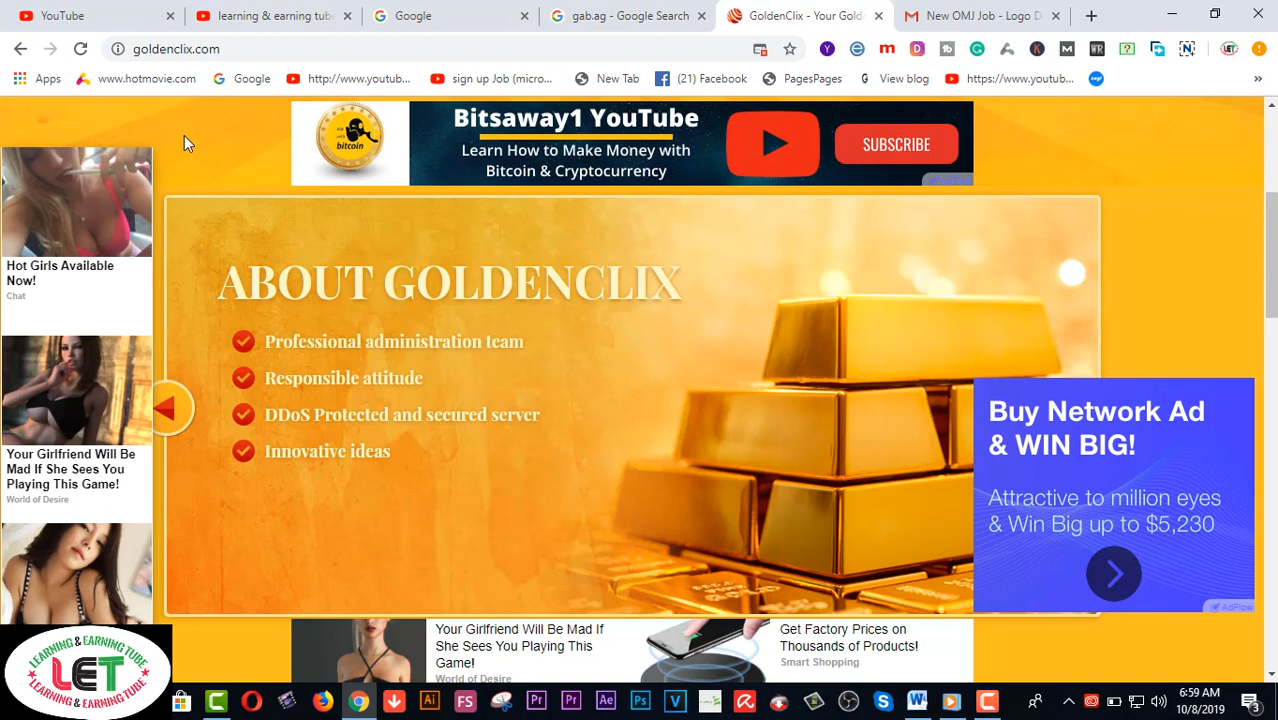 YouTube
learning & earning tub
Google
gab.ag - Google Search
GoldenClix - Your Gold
New OMJ Job - Logo D
goldenclix.com
Apps
www.hotmovie.com
Google
http://www.youtub...
sign up Job (micro...
New Tab
(21) Facebook
PagesPages
View blog
https://www.youtub...
pay with
bitcoin
Bitsaway1 YouTube
Learn How to Make Money with
Bitcoin & Cryptocurrency
SUBSCRIBE
Hot Girls Available
Now!
Chat
Your Girlfriend Will Be
Mad If She Sees You
Playing This Game!
World of Desire
ABOUT GOLDENCLIX
Professional administration team
Responsible attitude
DDoS Protected and secured server
Innovative ideas
Buy Network Ad
& WIN BIG!
Attractive to million eyes
& Win Big up to $5,230
AdFlow
Your Girlfriend Will Be Mad If
She Sees You Playing This
Game!
World of Desire
Get Factory Prices on
Thousands of Products!
Smart Shopping
LEARNING & EARNING TUBE
LET
LEARNING & EARNING TUBE
6:59 AM
10/8/2019